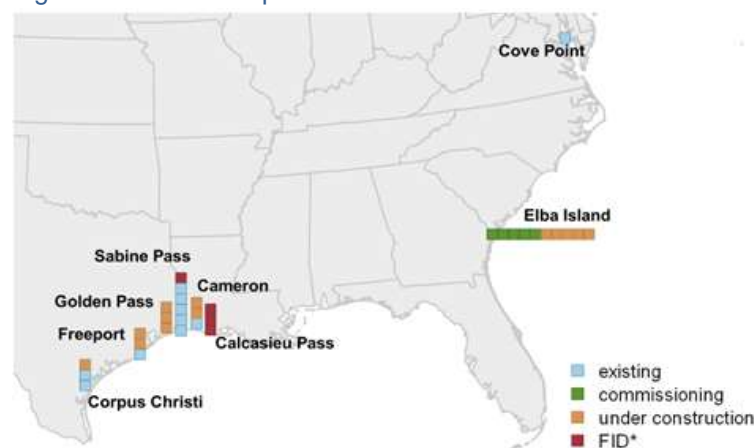 Cove Point
Elba Island
Sabine Pass
Cameron
Golden Pass
Freeport
Calcasieu Pass
Corpus Christi
existing
commissioning
under construction
FID*